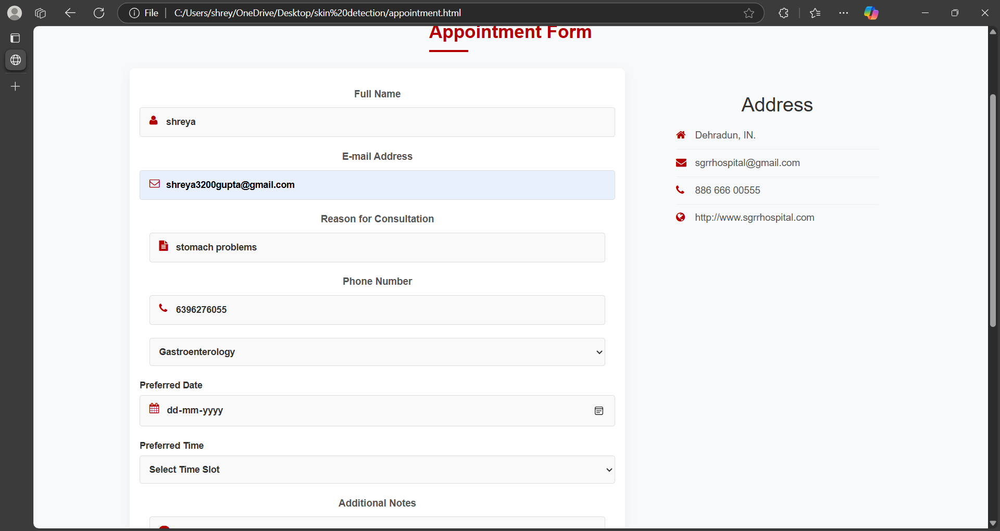 File
C:/Users/shrey/OneDrive/Desktop/skin%20detection/appointment.html
Appointment Form
Full Name
shreya
E-mail Address
shreya3200gupta@gmail.com
Reason for Consultation
stomach problems
Phone Number
6396276055
Gastroenterology
Preferred Date
dd-mm-yyyy
Preferred Time
Select Time Slot
Additional Notes
Address
Dehradun, IN.
sgrrhospital@gmail.com
886 666 00555
http://www.sgrrhospital.com